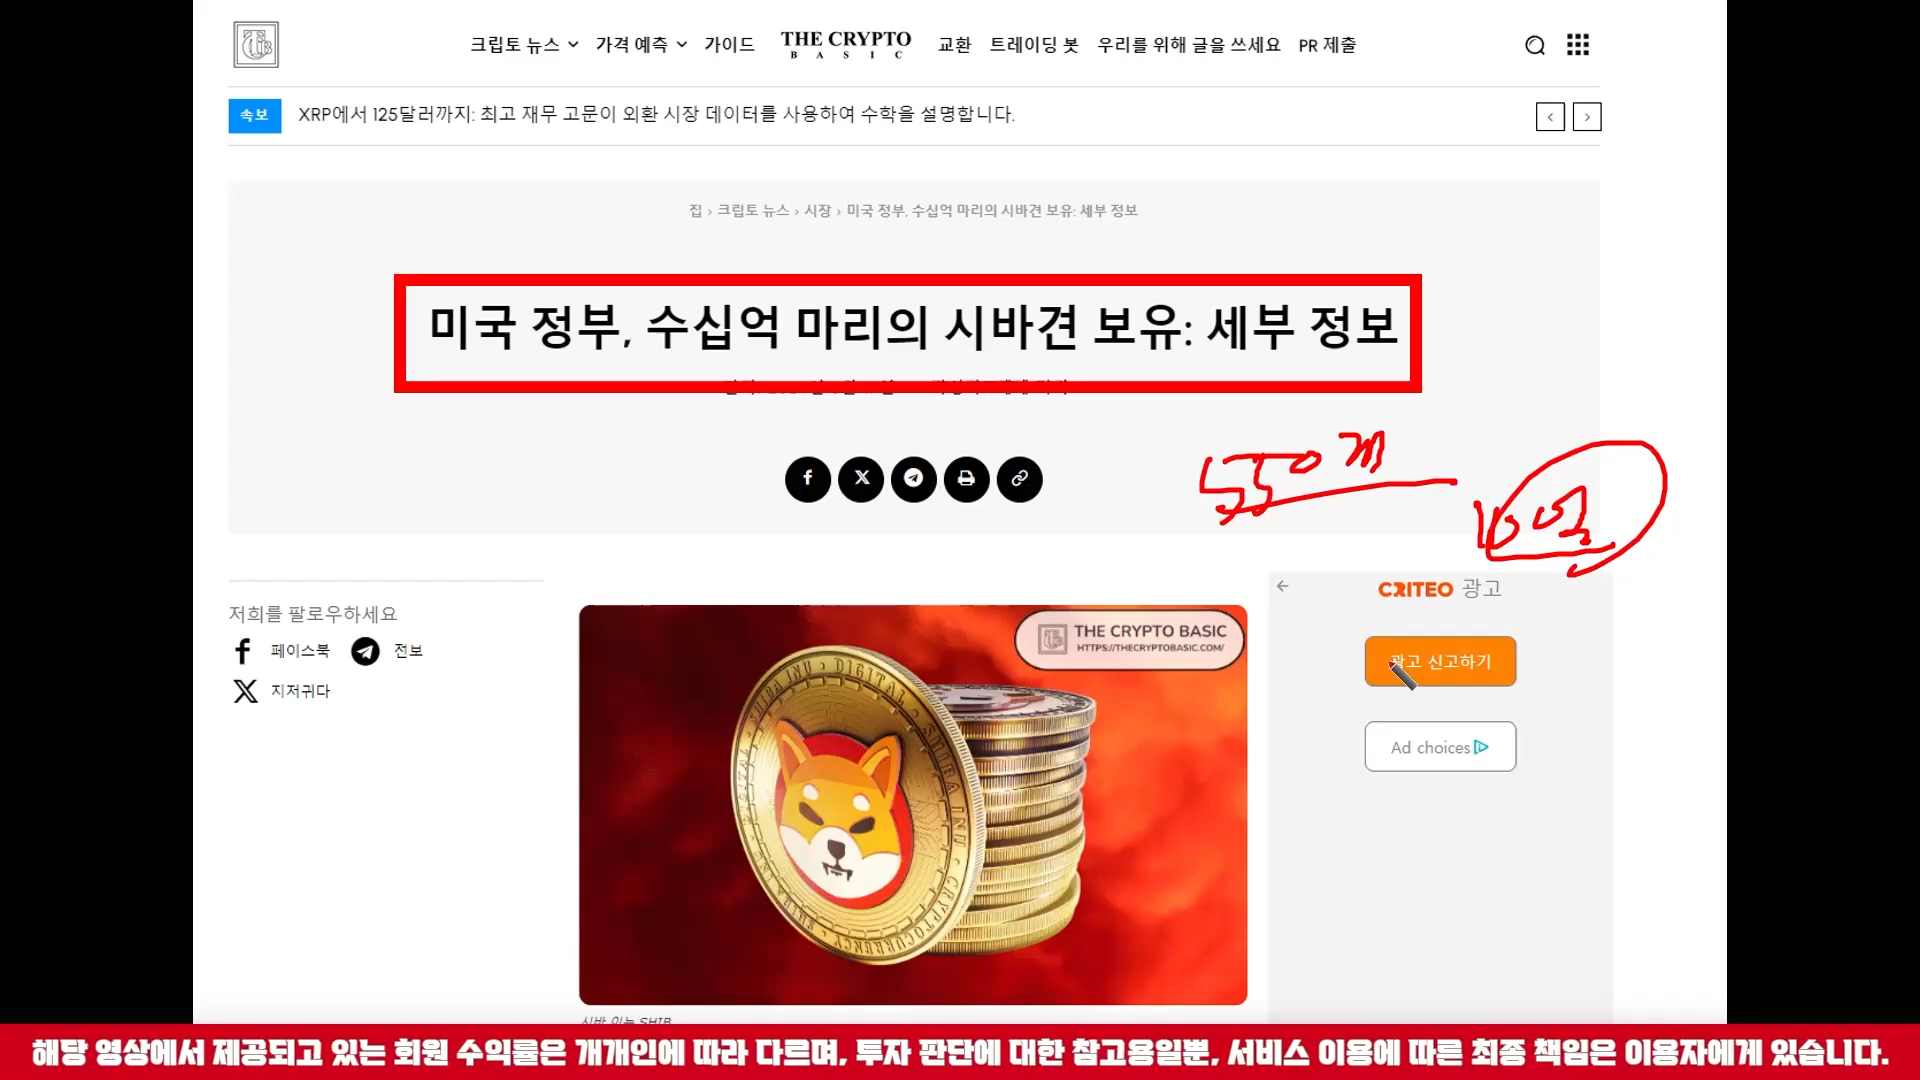 크립토 뉴스 가격 예측 가이드 THE CRYPTO BASIC 교환 트레이딩 봇 우리를 위해 글을 쓰세요 PR 제출
속보 XRP에서 125달러까지: 최고 재무 고문이 외환 시장 데이터를 사용하여 수학을 설명합니다.
집 › 크립토 뉴스 › 시장 › 미국 정부, 수십억 마리의 시바견 보유: 세부 정보
미국 정부, 수십억 마리의 시바견 보유: 세부 정보
550개
10억
저희를 팔로우하세요
페이스북 전보
지저귀다
THE CRYPTO BASIC
HTTPS://THECRYPTOBASIC.COM/
SHIBA INU DIGITAL
CRYPTOCURRENCY
CRITEO 광고
광고 신고하기
Ad choices
시바 이누 SHIB
해당 영상에서 제공되고 있는 회원 수익률은 개개인에 따라 다르며, 투자 판단에 대한 참고용일뿐, 서비스 이용에 따른 최종 책임은 이용자에게 있습니다.